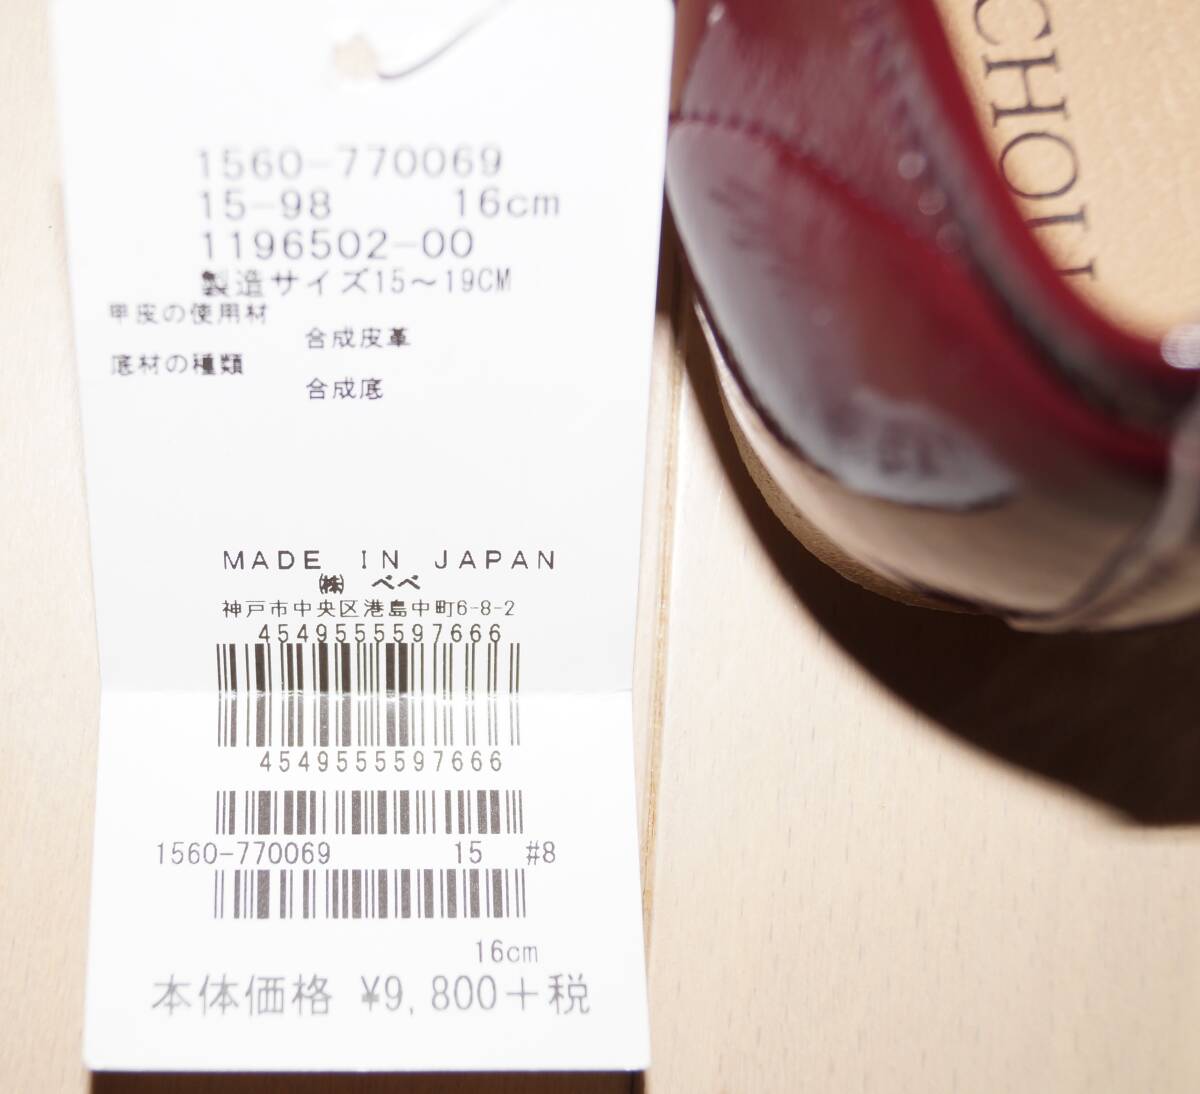 1560-770069
15-98 16cm
1196502-00
製造サイズ15～19CM
甲皮の使用材
合成皮革
底材の種類
合成底
MADE IN JAPAN
㈱ べべ
神戸市中央区港島中町6-8-2
4549555597666
4549555597666
1560-770069 15 #8
16cm
本体価格 ¥9,800+税